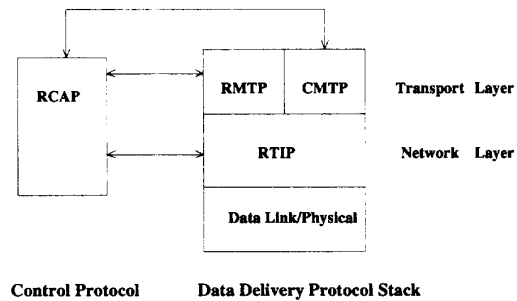 RCAP
RMTP
CMTP
Transport Layer
RTIP
Network Layer
Data Link/Physical
Control Protocol
Data Delivery Protocol Stack